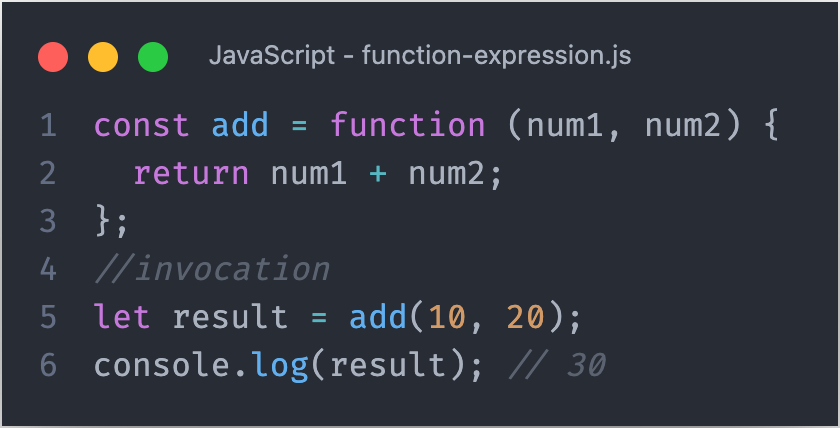 JavaScript - function-expression.js
1 const add = function (num1, num2) {
2   return num1 + num2;
3 };
4 //invocation
5 let result = add(10, 20);
6 console.log(result); // 30